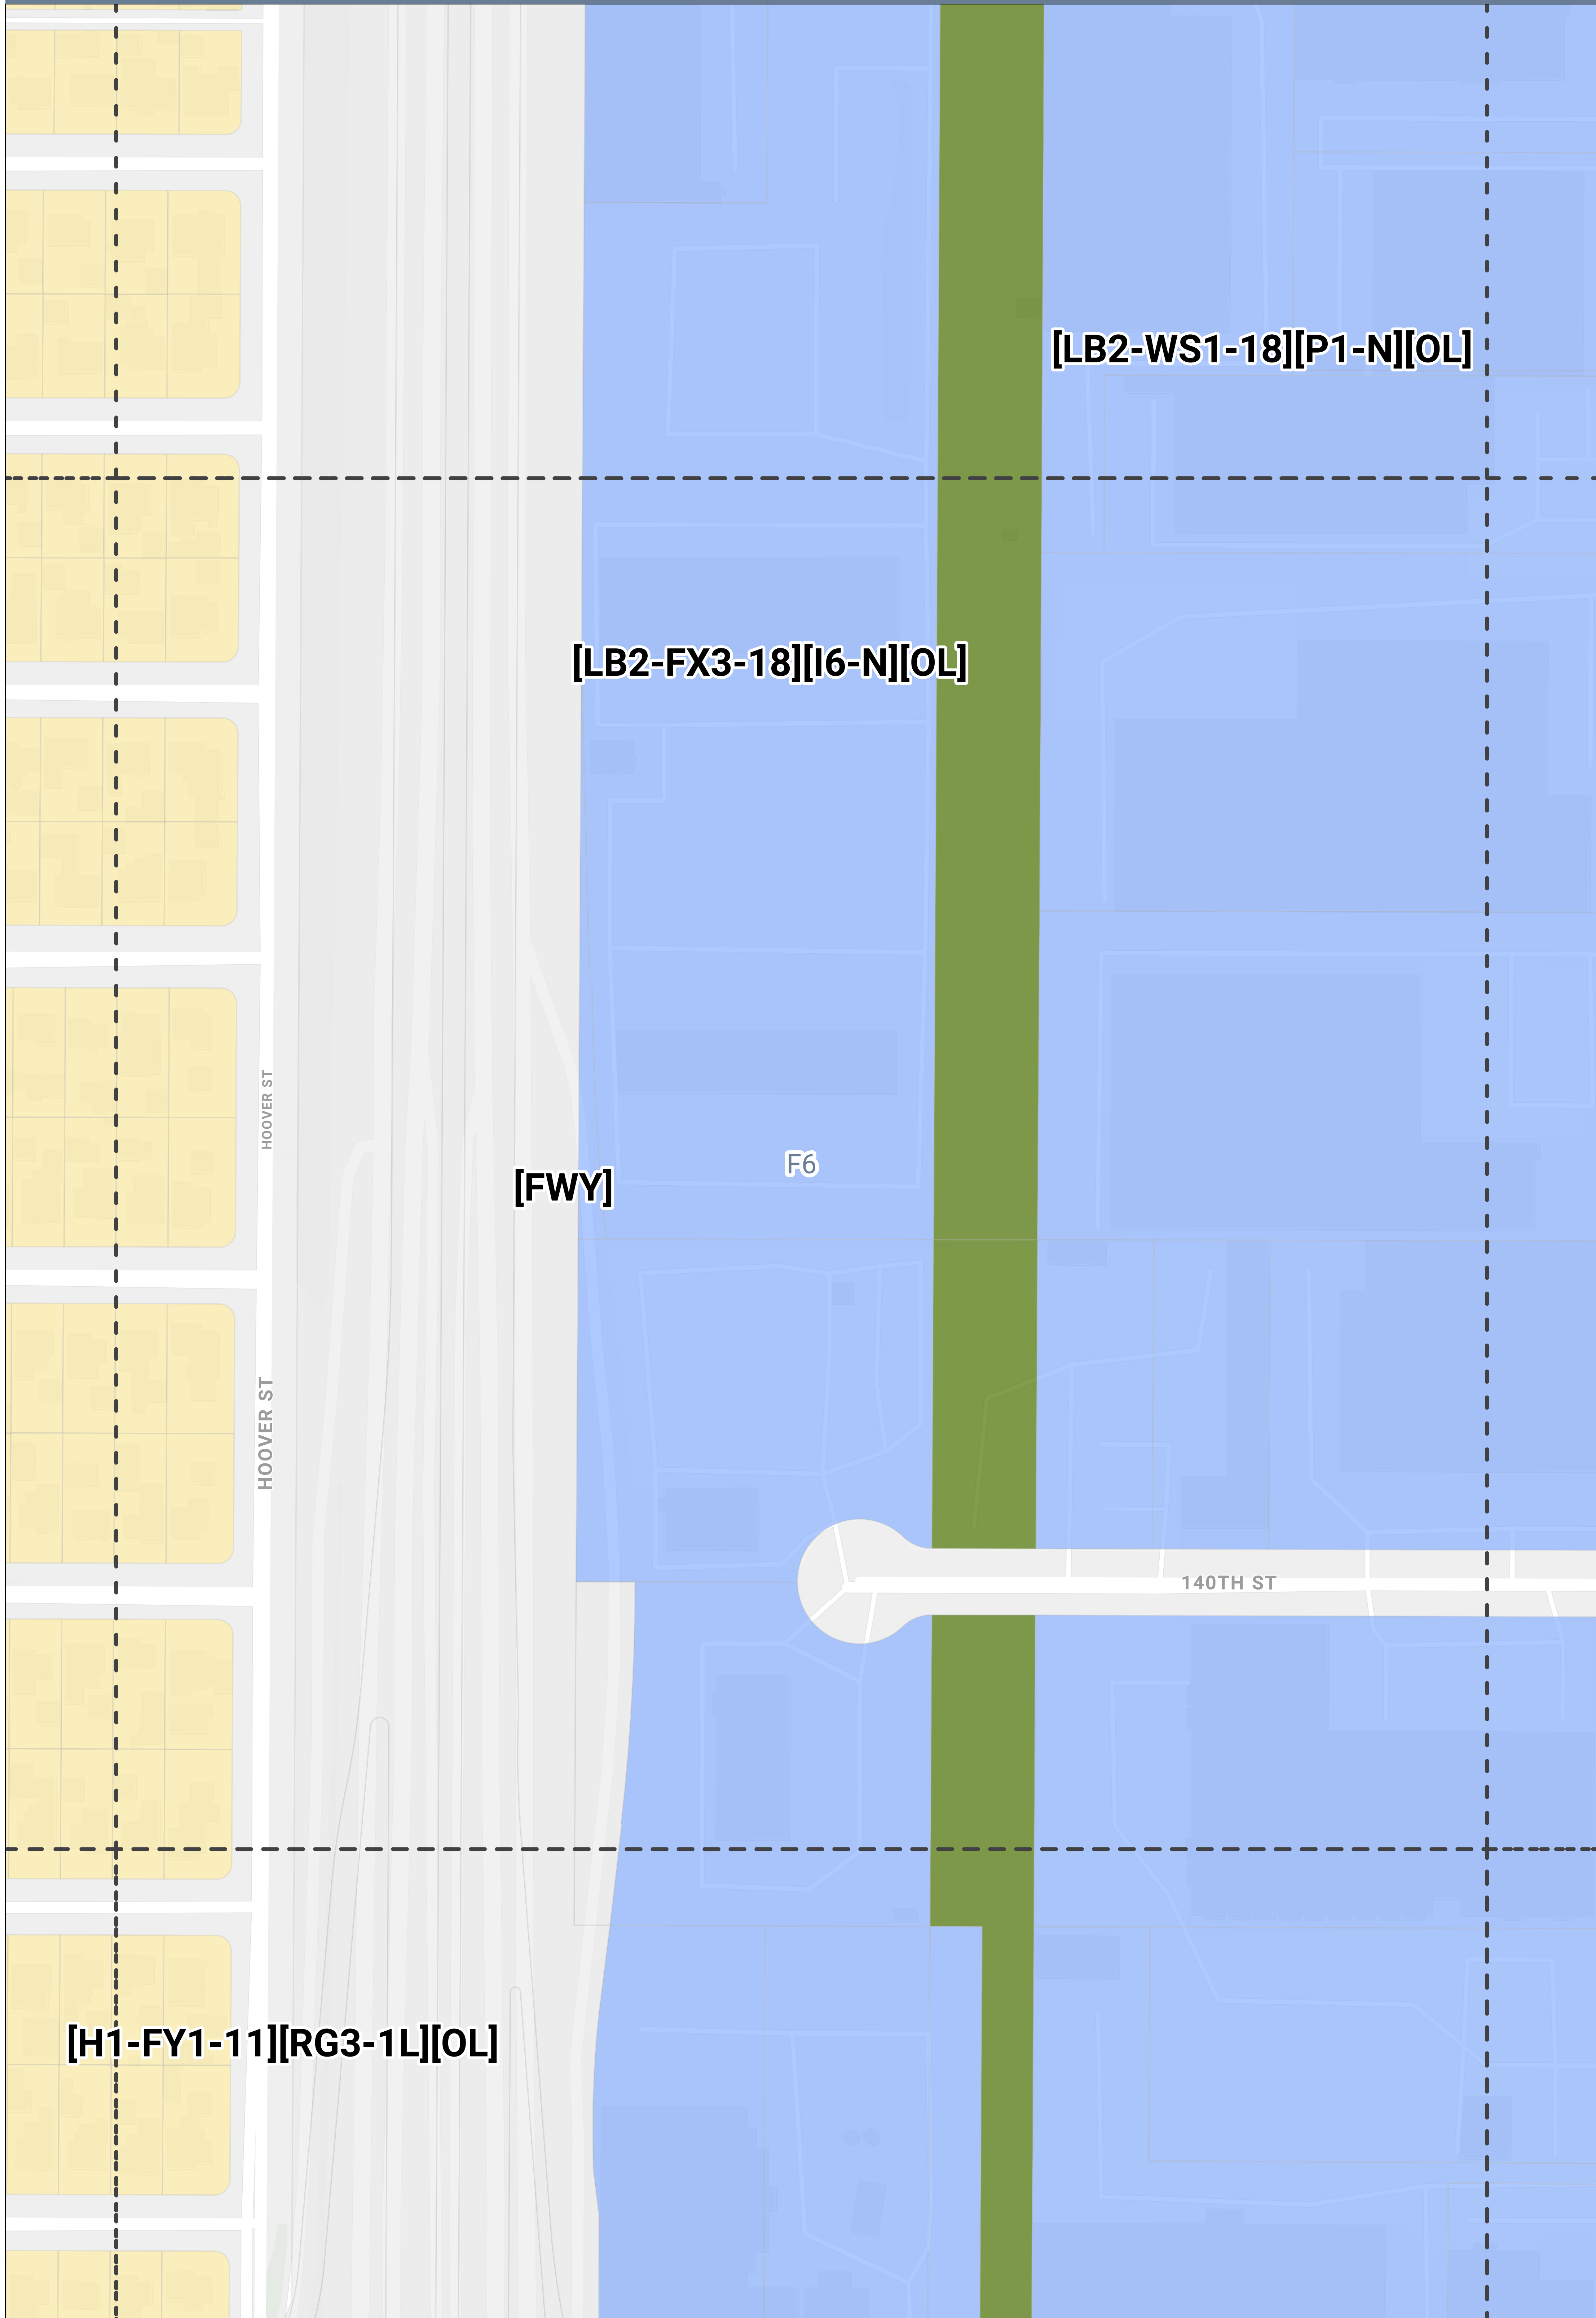 [LB2-WS1-18][P1-N][OL]
[LB2-FX3-18][I6-N][OL]
HOOVER ST
F6
[FWY]
HOOVER ST
140TH ST
[H1-FY1-11][RG3-1L][OL]